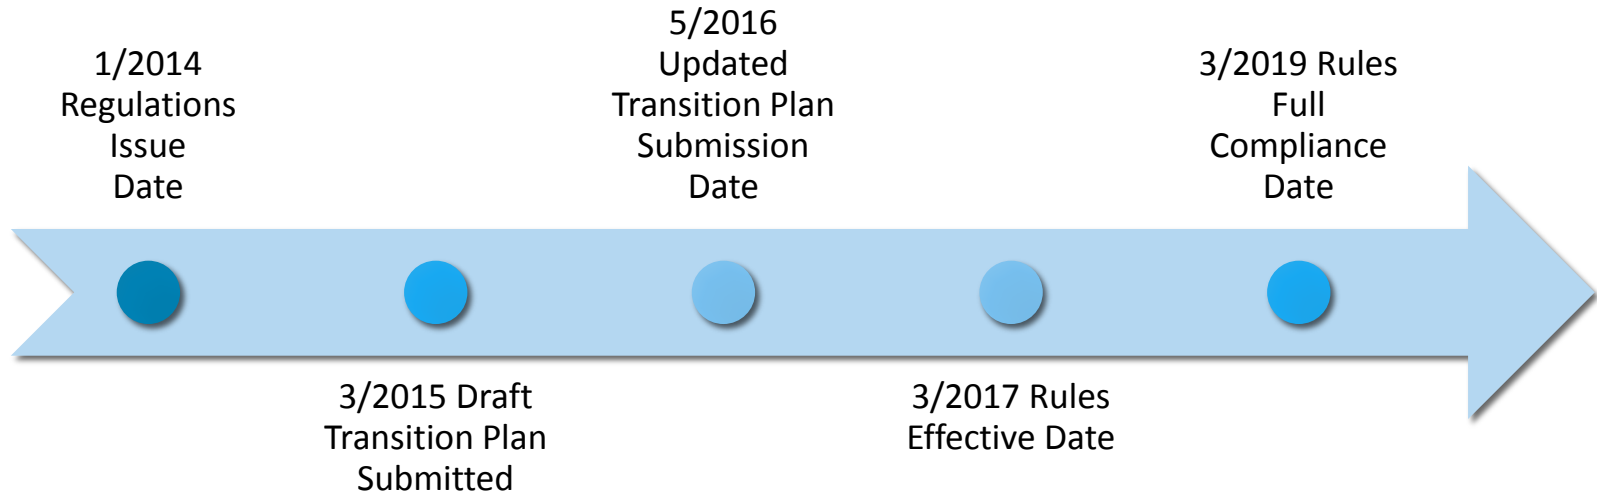 1/2014
Regulations
Issue
Date
3/2015 Draft
Transition Plan
Submitted
5/2016
Updated
Transition Plan
Submission
Date
3/2017 Rules
Effective Date
3/2019 Rules
Full
Compliance
Date